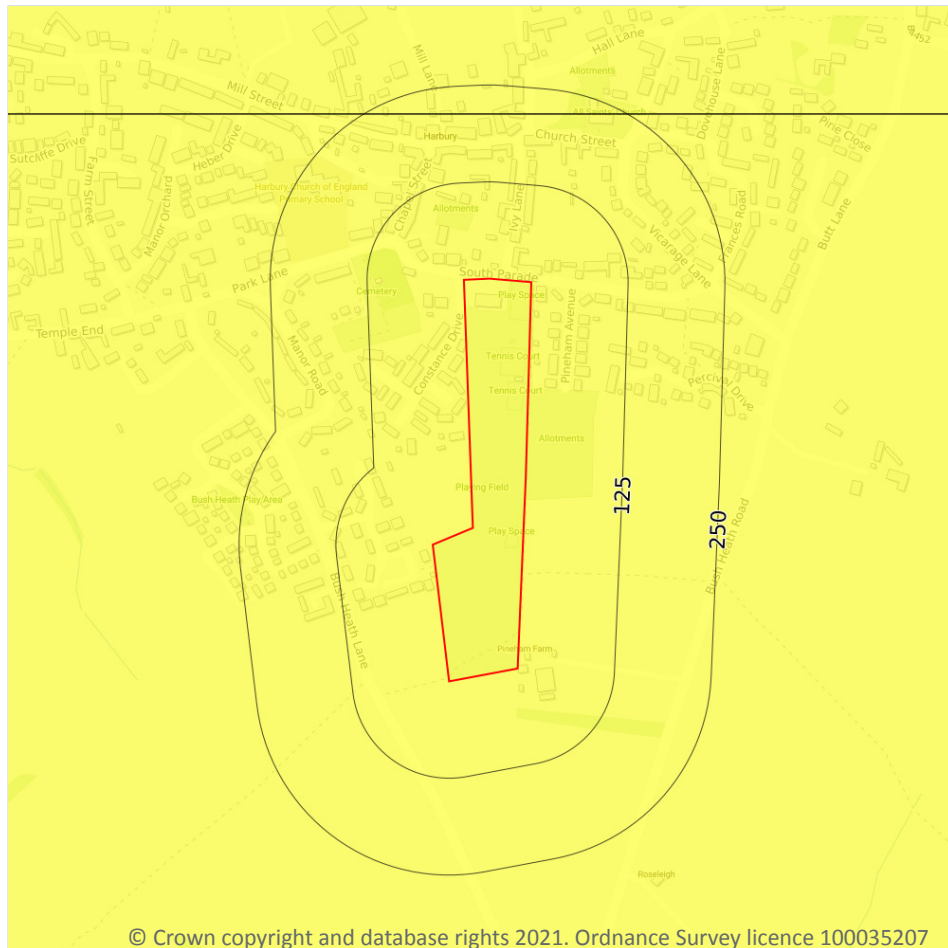 Hall Lane
B4452
Mill Lane
Allotments
Dovehouse Lane
Mill Street
All Saints Church
Pine Close
Harbury
Church Street
Sutcliffe Drive
Heber Drive
Farm Street
Manor Orchard
Harbury Church of England
Primary School
Chapel Street
Allotments
Ivy Lane
Frances Road
Butt Lane
Vicarage Lane
Park Lane
South Parade
Cemetery
Play Space
Temple End
Manor Road
Constance Drive
Pineham Avenue
Tennis Court
Percival Drive
Tennis Court
Allotments
Bush Heath Play Area
Playing Field
125
250
Play Space
Bush Heath Road
Bush Heath Lane
Pineham Farm
Roseleigh
© Crown copyright and database rights 2021. Ordnance Survey licence 100035207